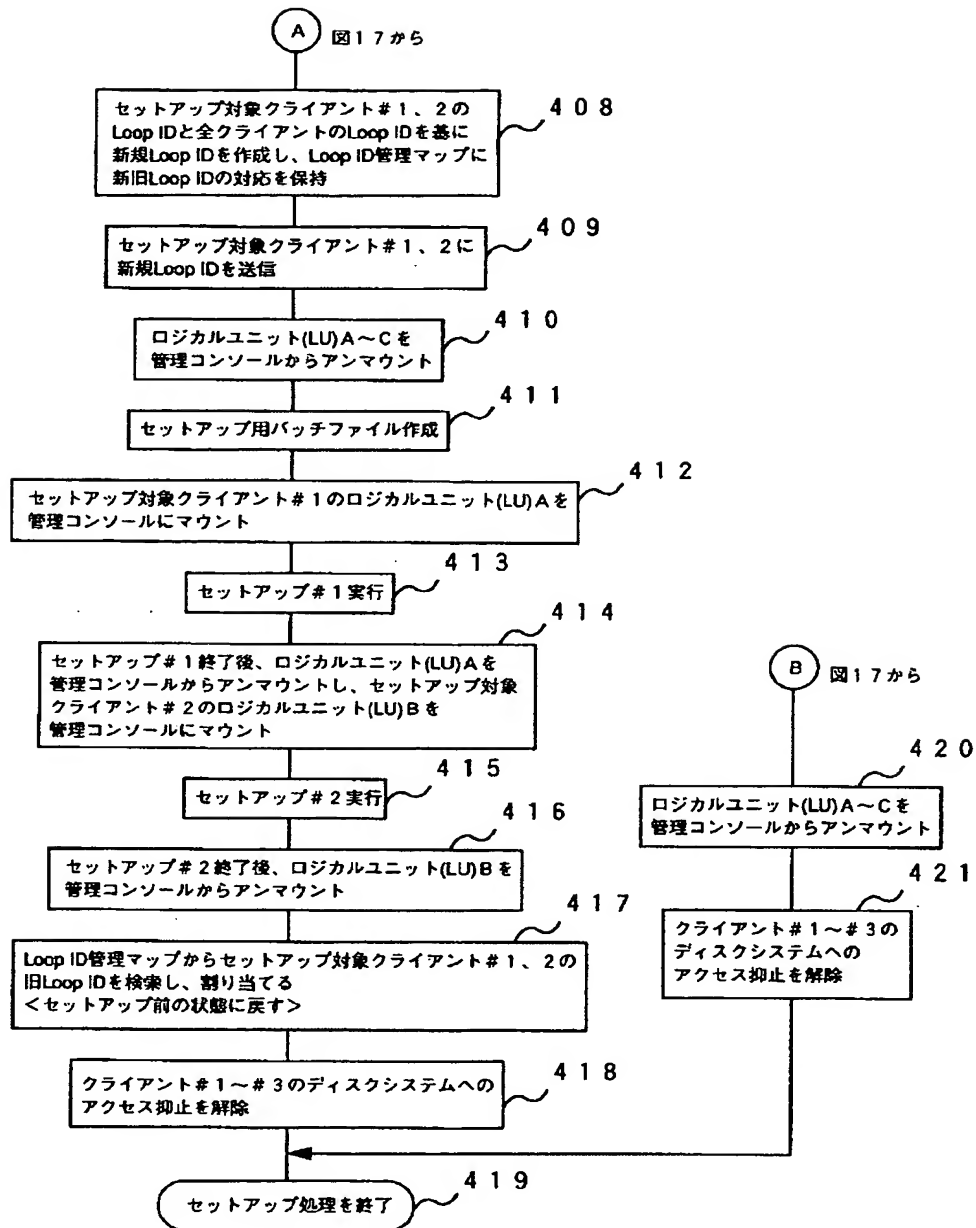 A
図17から
セットアップ対象クライアント#1、2の
Loop IDと全クライアントのLoop IDを基に
新規Loop IDを作成し、Loop ID管理マップに
新旧Loop IDの対応を保持
408
セットアップ対象クライアント#1、2に
新規Loop IDを送信
409
ロジカルユニット(LU)A~Cを
管理コンソールからアンマウント
410
セットアップ用バッチファイル作成
411
セットアップ対象クライアント#1のロジカルユニット(LU)Aを
管理コンソールにマウント
412
セットアップ#1実行
413
セットアップ#1終了後、ロジカルユニット(LU)Aを
管理コンソールからアンマウントし、セットアップ対象
クライアント#2のロジカルユニット(LU)Bを
管理コンソールにマウント
414
セットアップ#2実行
415
セットアップ#2終了後、ロジカルユニット(LU)Bを
管理コンソールからアンマウント
416
Loop ID管理マップからセットアップ対象クライアント#1、2の
旧Loop IDを検索し、割り当てる
<セットアップ前の状態に戻す>
417
クライアント#1~#3のディスクシステムへの
アクセス抑止を解除
418
B
図17から
ロジカルユニット(LU)A~Cを
管理コンソールからアンマウント
420
クライアント#1~#3の
ディスクシステムへの
アクセス抑止を解除
421
セットアップ処理を終了
419